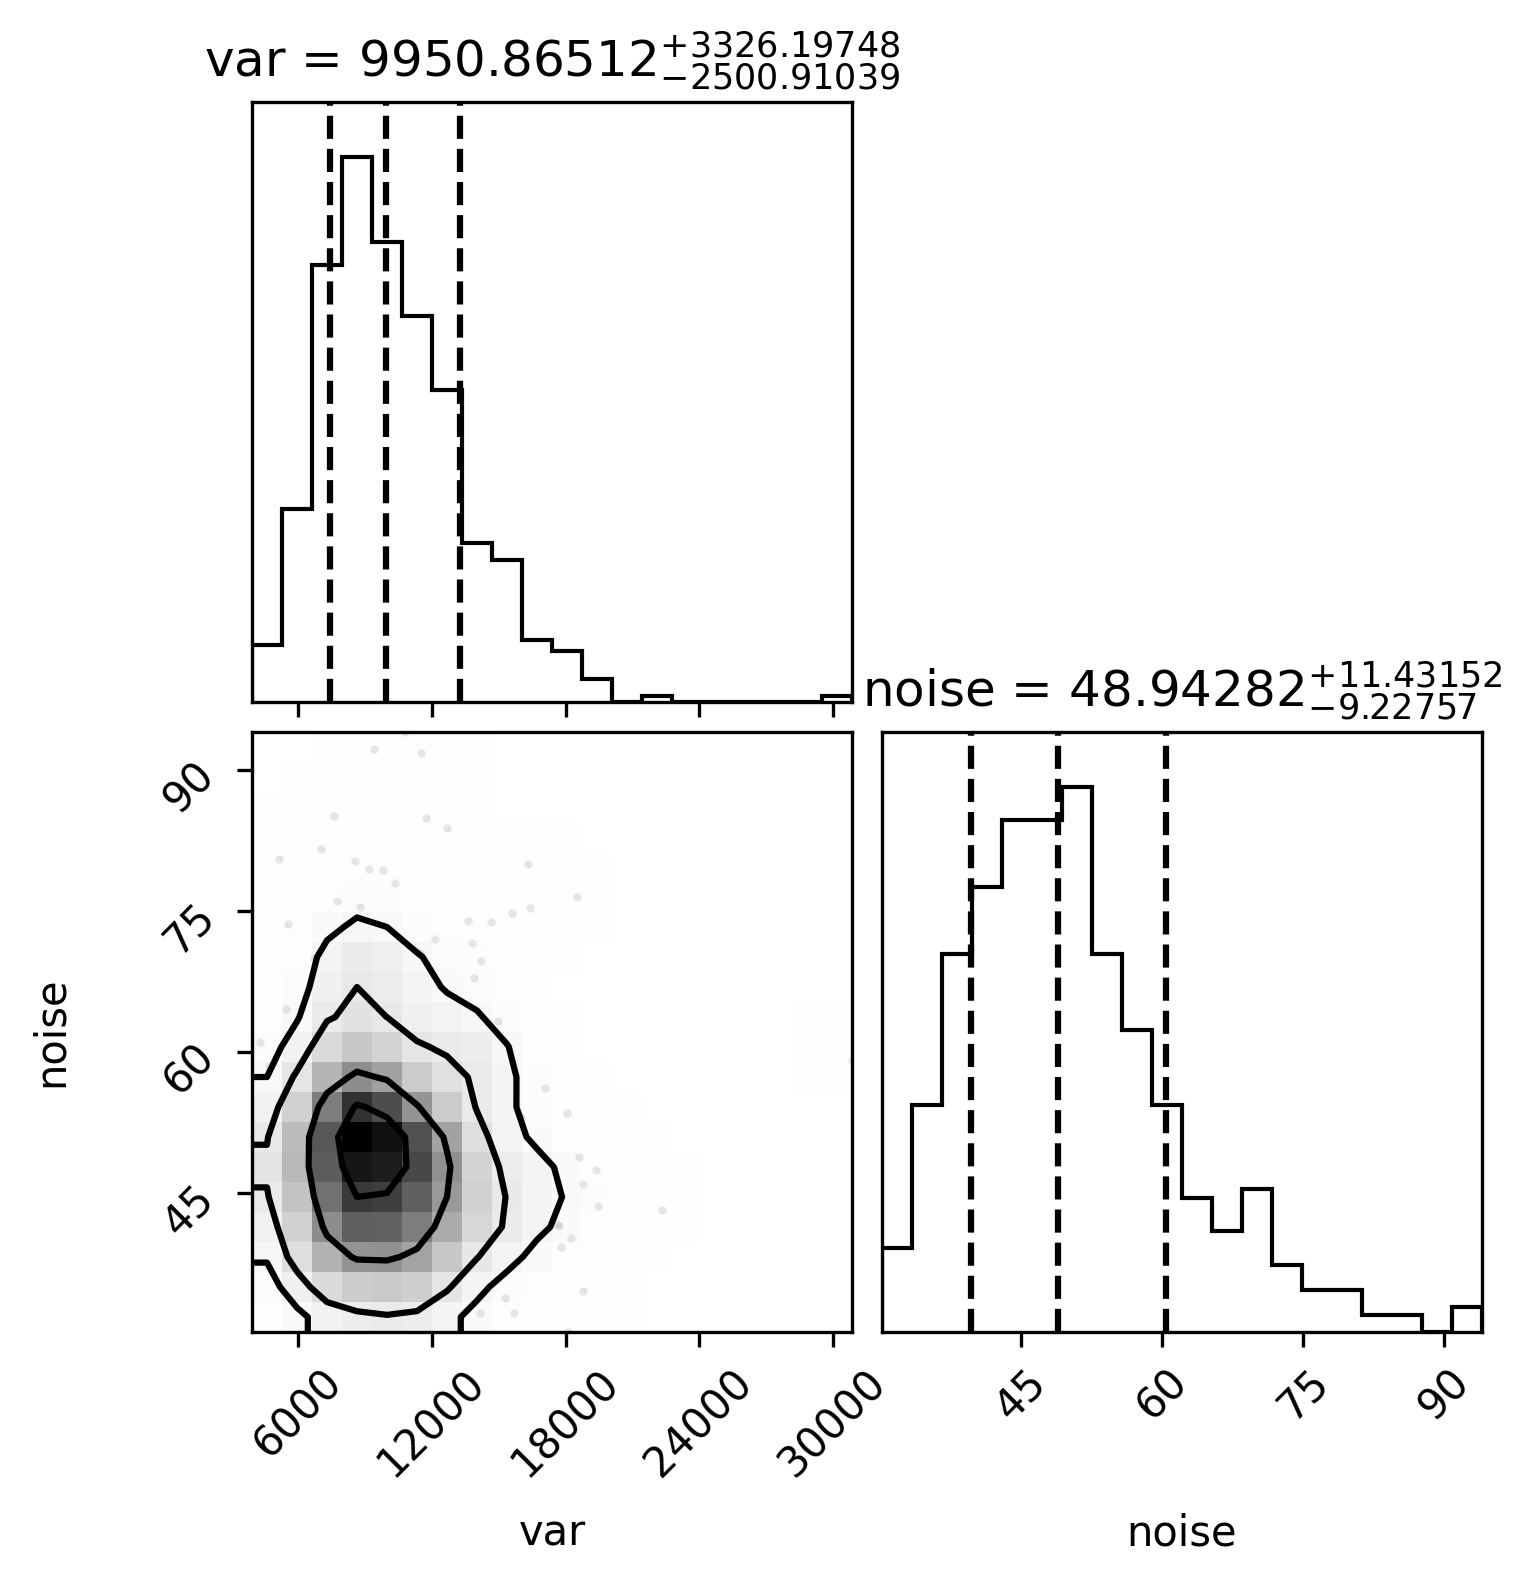 var = 9950.86512+3326.19748−2500.91039
noise = 48.94282+11.43152−9.22757
90
75
60
45
noise
6000 12000 18000 24000 30000
45 60 75 90
var
noise